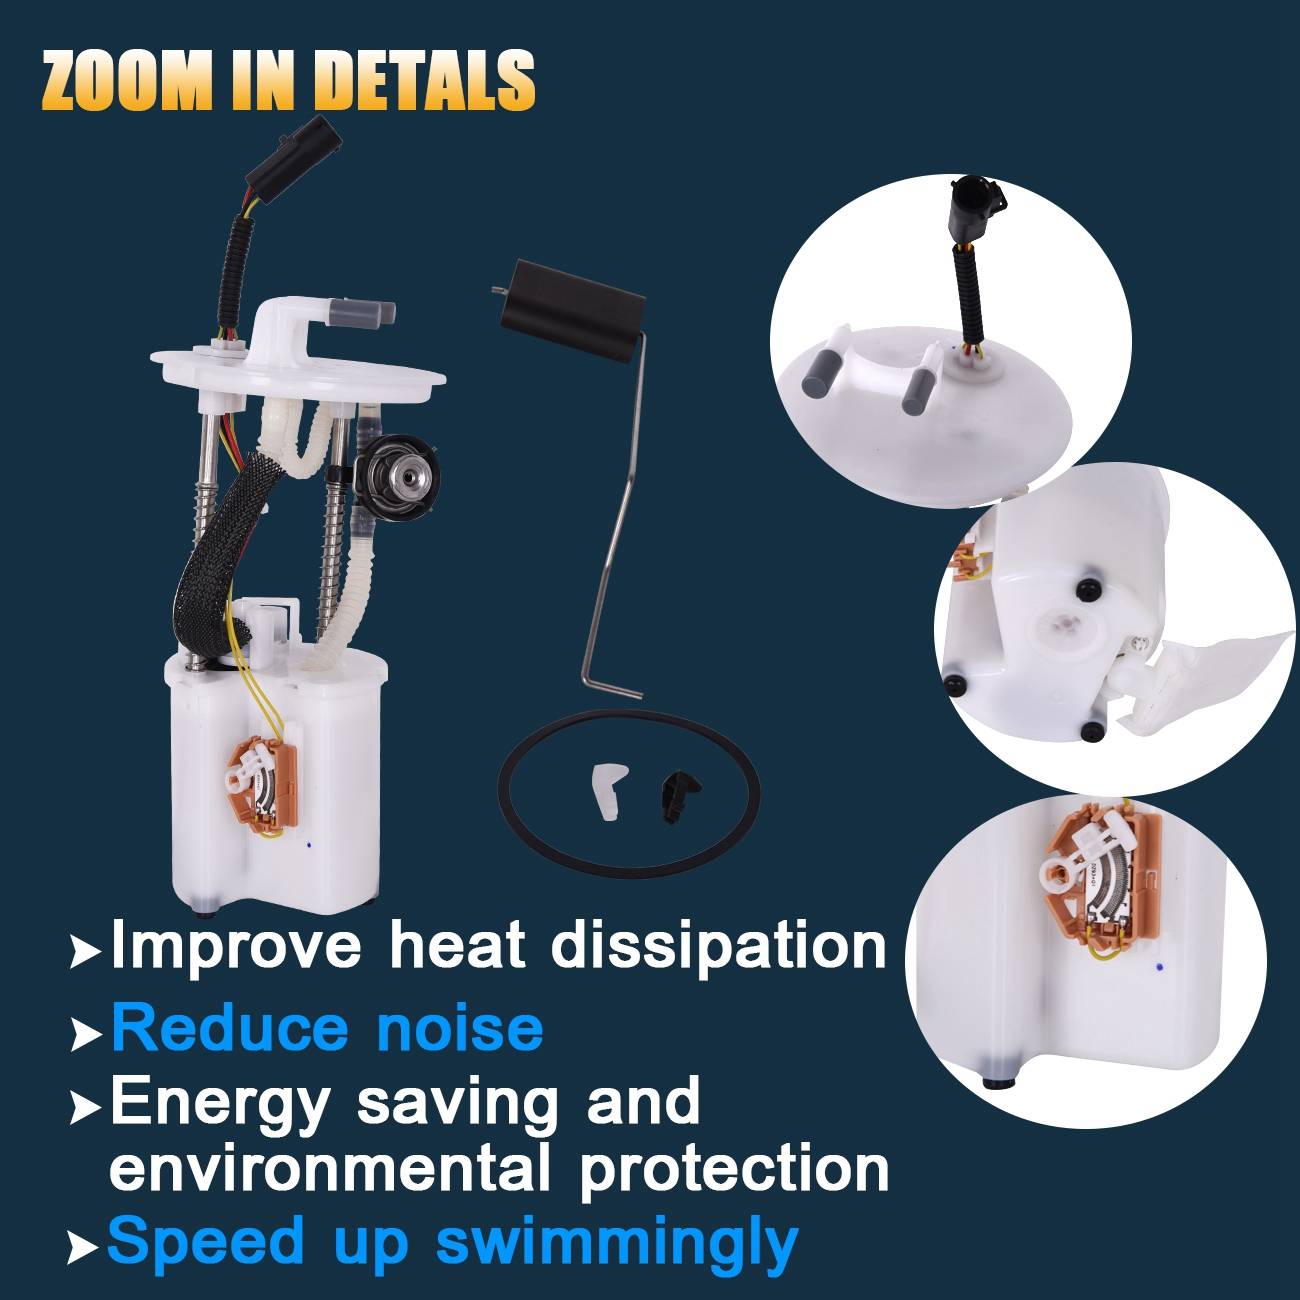 ZOOM IN DETALS
➤Improve heat dissipation
➤Reduce noise
➤Energy saving and
environmental protection
➤Speed up swimmingly